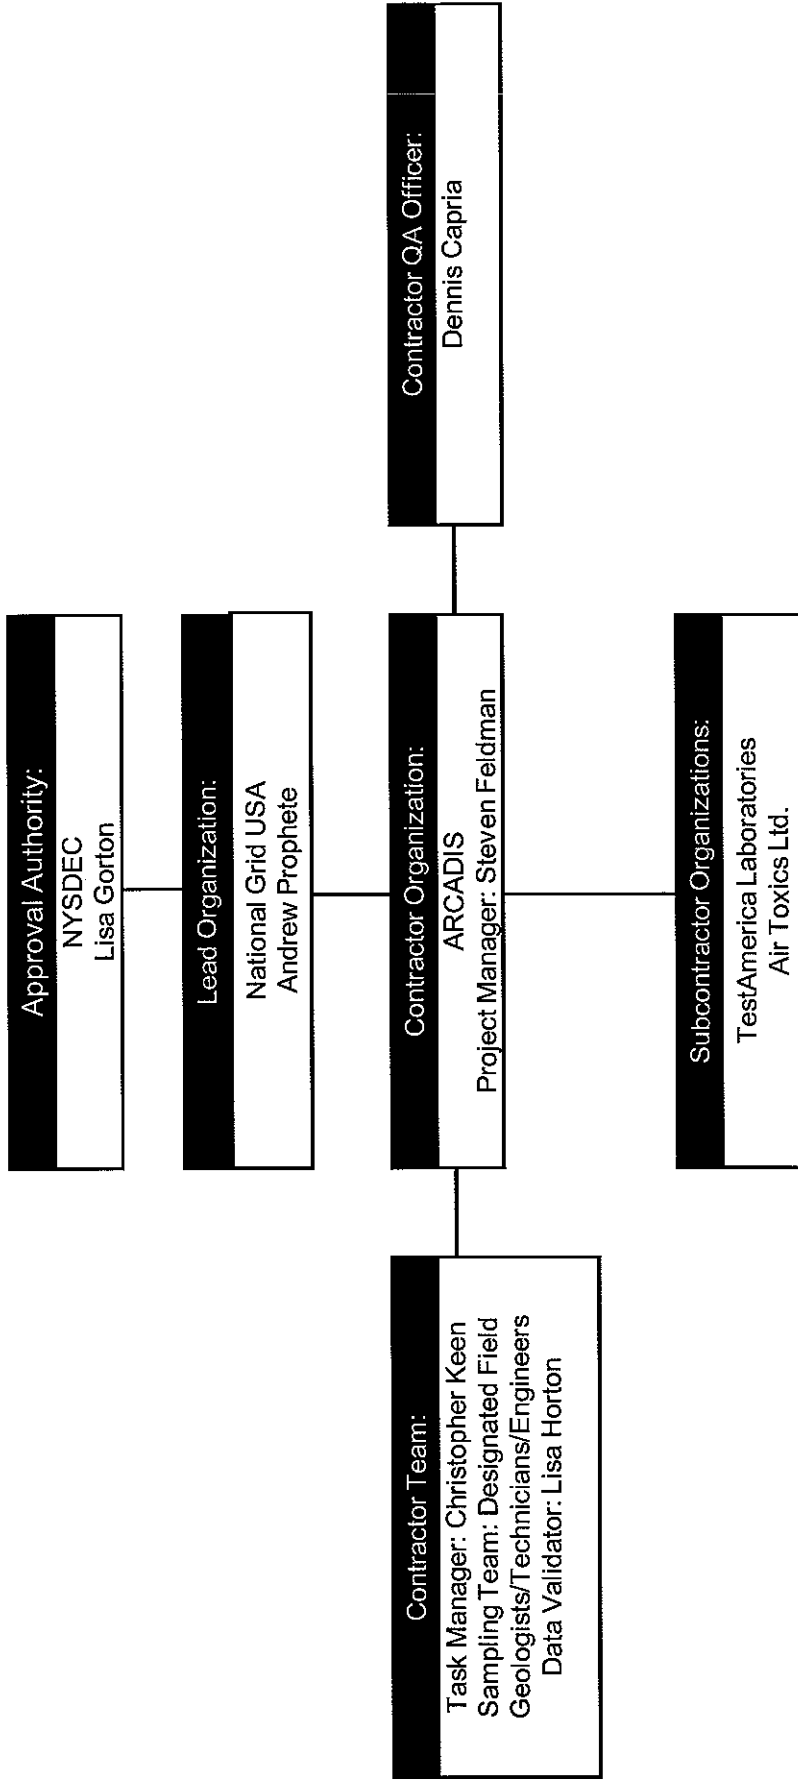 Approval Authority:
NYSDEC
Lisa Gorton
Lead Organization:
National Grid USA
Andrew Prophete
Contractor Team:
Task Manager: Christopher Keen
Sampling Team: Designated Field
Geologists/Technicians/Engineers
Data Validator: Lisa Horton
Contractor Organization:
ARCADIS
Project Manager: Steven Feldman
Contractor QA Officer:
Dennis Capria
Subcontractor Organizations:
TestAmerica Laboratories
Air Toxics Ltd.